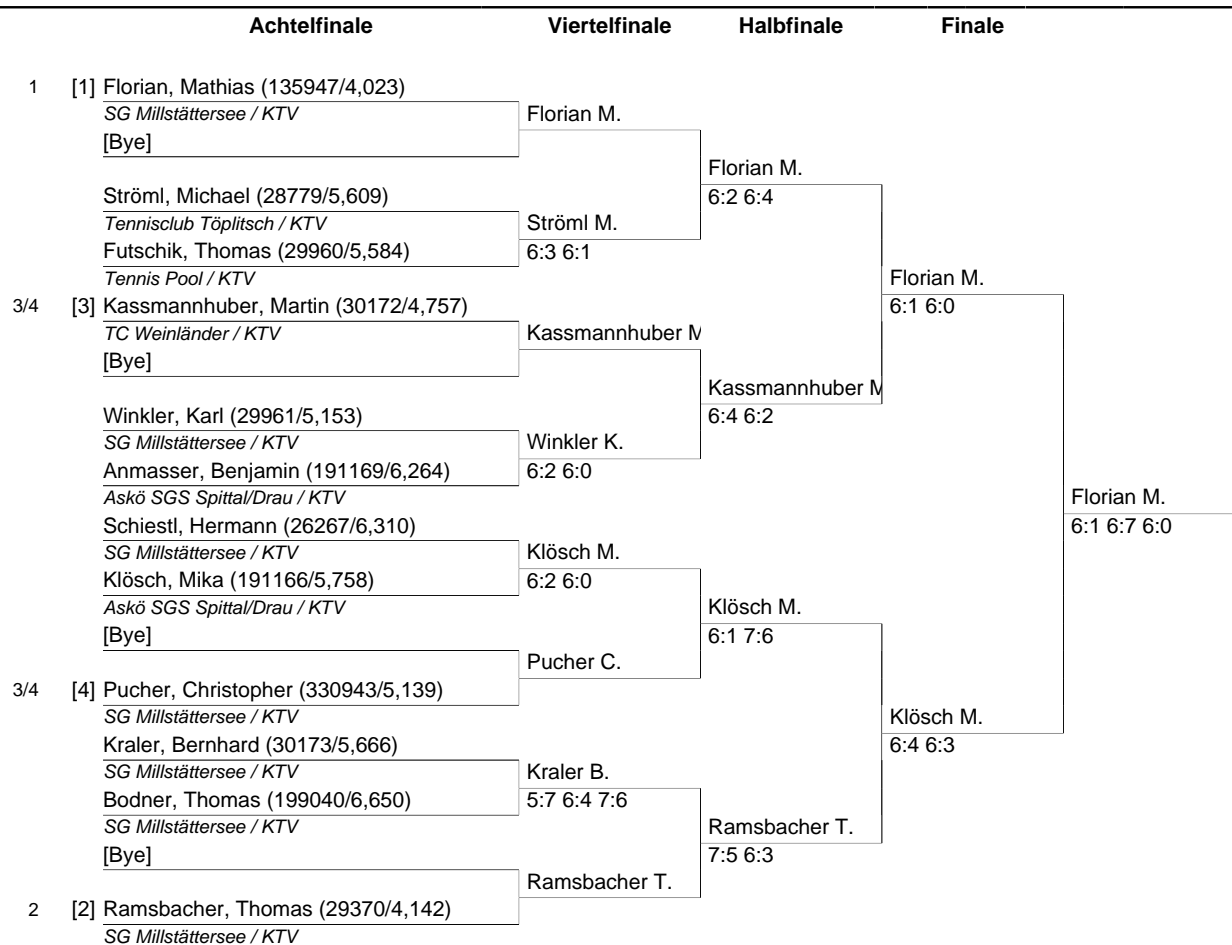 Achtelfinale Viertelfinale Halbfinale Finale
1 [1] Florian, Mathias (135947/4,023)
SG Millstättersee / KTV Florian M.
[Bye]
Florian M.
Ströml, Michael (28779/5,609) 6:2 6:4
Tennisclub Töplitsch / KTV Ströml M.
Futschik, Thomas (29960/5,584) 6:3 6:1
Tennis Pool / KTV Florian M.
3/4 [3] Kassmannhuber, Martin (30172/4,757) 6:1 6:0
TC Weinländer / KTV Kassmannhuber M
[Bye]
Kassmannhuber M
Winkler, Karl (29961/5,153) 6:4 6:2
SG Millstättersee / KTV Winkler K.
Anmasser, Benjamin (191169/6,264) 6:2 6:0
Askö SGS Spittal/Drau / KTV Florian M.
Schiestl, Hermann (26267/6,310) 6:1 6:7 6:0
SG Millstättersee / KTV Klösch M.
Klösch, Mika (191166/5,758) 6:2 6:0
Askö SGS Spittal/Drau / KTV Klösch M.
[Bye] 6:1 7:6
Pucher C.
3/4 [4] Pucher, Christopher (330943/5,139)
SG Millstättersee / KTV Klösch M.
Kraler, Bernhard (30173/5,666) 6:4 6:3
SG Millstättersee / KTV Kraler B.
Bodner, Thomas (199040/6,650) 5:7 6:4 7:6
SG Millstättersee / KTV Ramsbacher T.
[Bye] 7:5 6:3
Ramsbacher T.
2 [2] Ramsbacher, Thomas (29370/4,142)
SG Millstättersee / KTV